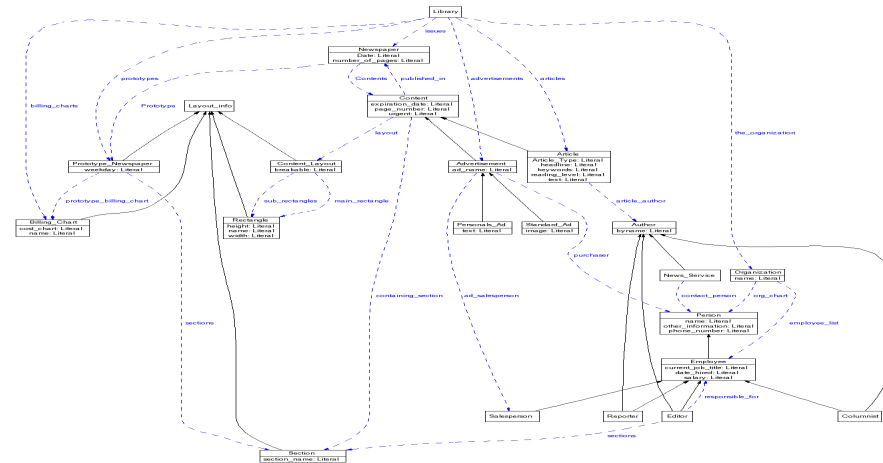 Library
issues
Newspaper
Date: Literal
number_of_pages: Literal
prototypes
Contents
published_in
advertisements
articles
billing_charts
Prototype
Layout_info
Content
expiration_date: Literal
page_number: Literal
urgent: Literal
layout
the_organization
Prototype_Newspaper
weekday: Literal
Content_Layout
breakable: Literal
Advertisement
ad_name: Literal
Article
Article_Type: Literal
headline: Literal
keywords: Literal
reading_level: Literal
text: Literal
prototype_billing_chart
sub_rectangles
main_rectangle
article_author
Billing_Chart
cost_chart: Literal
name: Literal
Rectangle
height: Literal
name: Literal
width: Literal
Personals_Ad
text: Literal
Standard_Ad
image: Literal
Author
byname: Literal
purchaser
News_Service
Organization
name: Literal
containing_section
ad_salesperson
contact_person
org_chart
sections
Person
name: Literal
other_information: Literal
phone_number: Literal
employee_list
Employee
current_job_title: Literal
date_hired: Literal
salary: Literal
responsible_for
Salesperson
Reporter
Editor
Columnist
sections
Section
section_name: Literal